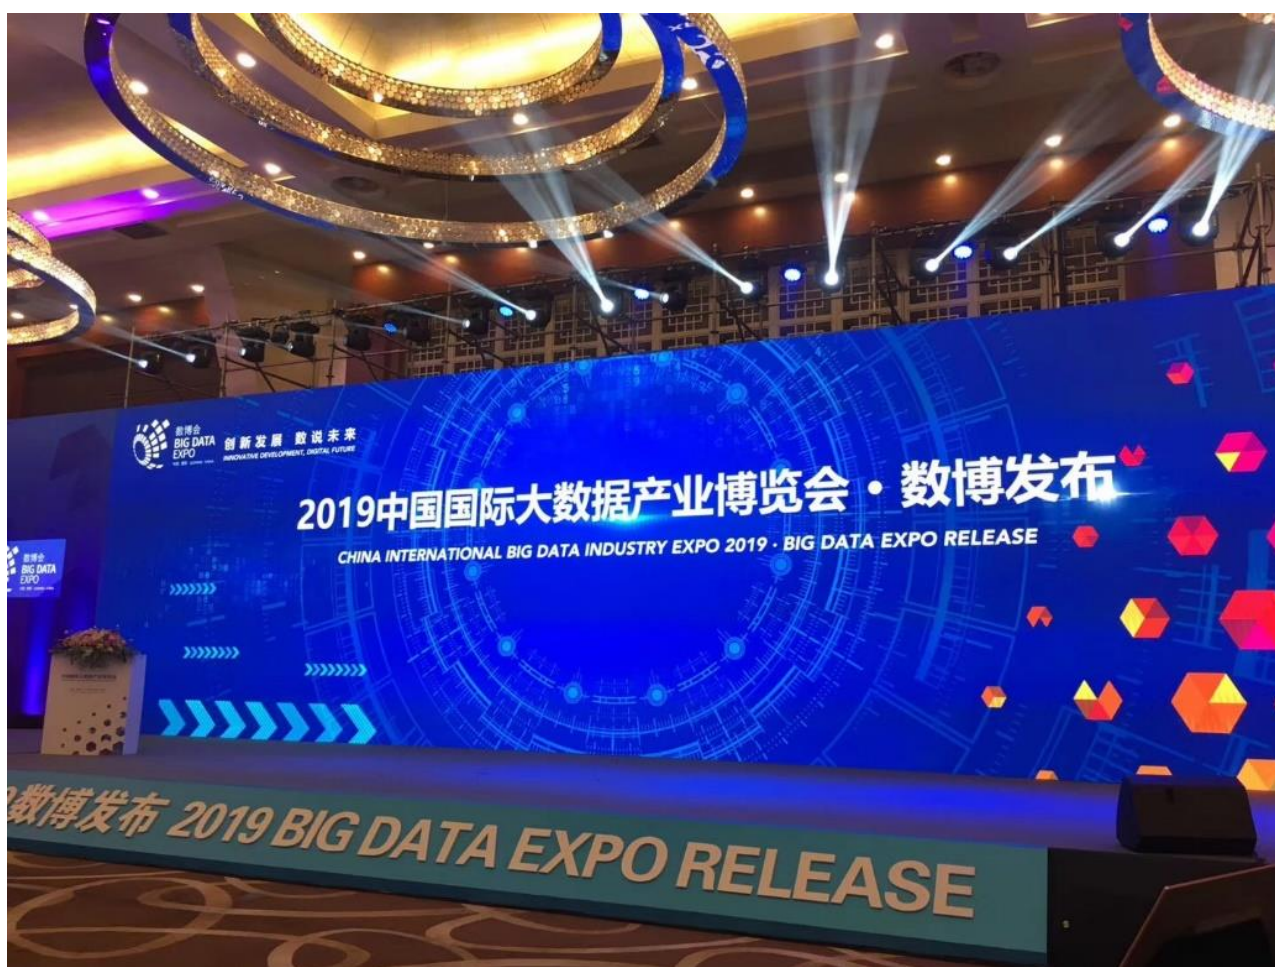 数博会
BIG DATA
EXPO
创新发展 数说未来
INNOVATIVE DEVELOPMENT, DIGITAL FUTURE
2019中国国际大数据产业博览会·数博发布
CHINA INTERNATIONAL BIG DATA INDUSTRY EXPO 2019 · BIG DATA EXPO RELEASE
数博会
BIG DATA
EXPO
数博发布 2019 BIG DATA EXPO RELEASE